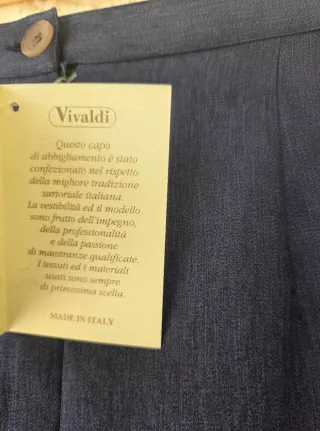 Vivaldi
Questo capo
di abbigliamento è stato
confezionato nel rispetto
della migliore tradizione
sartoriale italiana.
La vestibilità ed il modello
sono frutto dell'impegno,
della professionalità
e della passione
di maestranze qualificate.
I tessuti ed i materiali
usati sono sempre
di primissima scelta.
MADE IN ITALY